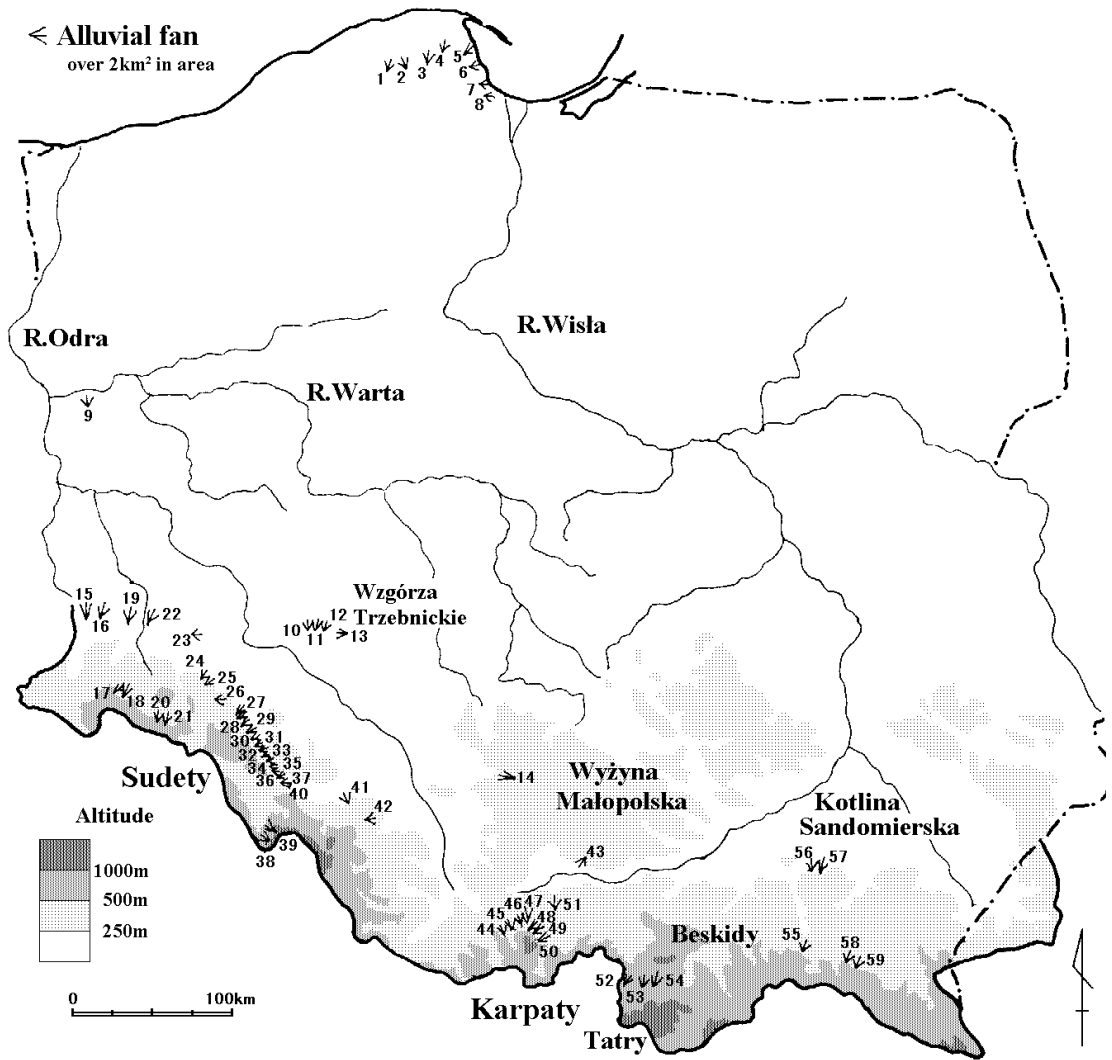 Alluvial fan
over 2km² in area
1 2 3 4 5
6
7
8
R.Odra
R.Wisła
R.Warta
9
Wzgórza
Trzebnickie
10 11 12 13
15 16 19 22
23
24 25
17 18 20 21
26
27
28 29
30 31
32 33
34 35
36 37
40
Sudety
41
42
38 39
14
Wyżyna
Małopolska
Kotlina
Sandomierska
43
56 57
Altitude
1000m
500m
250m
44 45 46 47 48 49 50 51
Beskidy
55 58 59
52 53 54
0 100km
Karpaty
Tatry